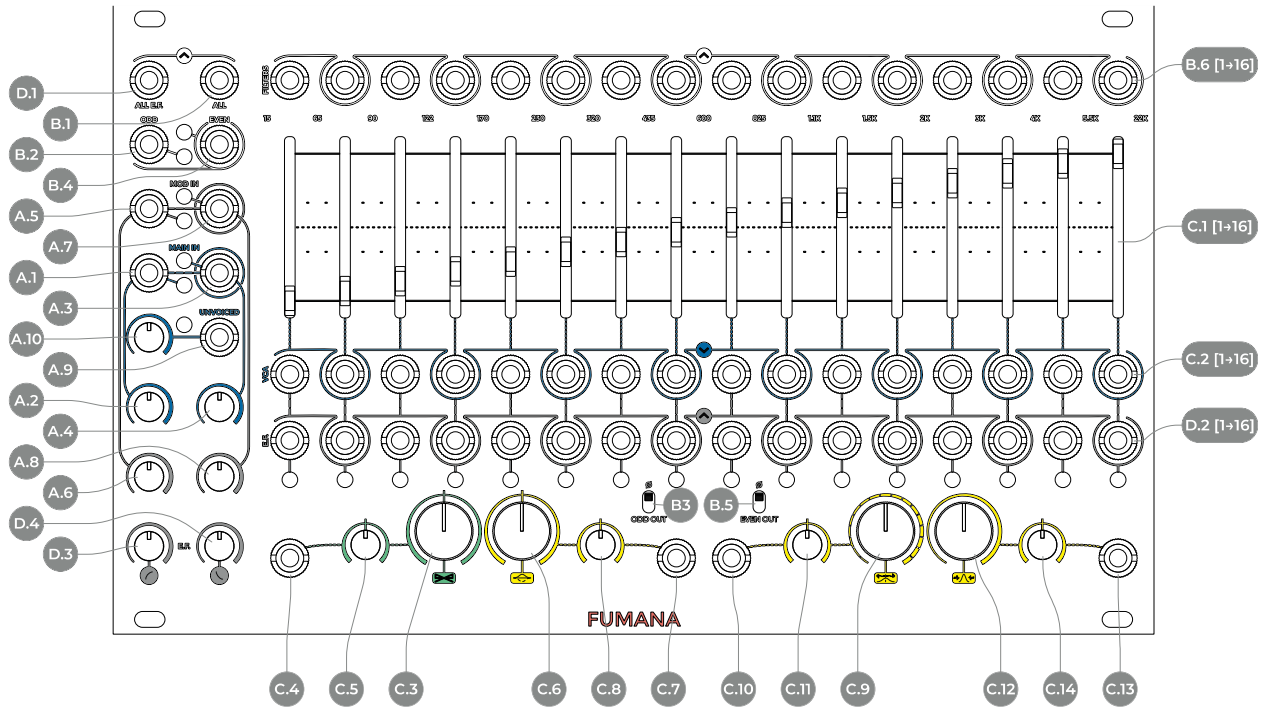 B.6 [1→16]
FILTERS
D.1
ALL E.F.
ALL
B.1
15 65 90 122 170 230 320 435 600 825 1.1K 1.5K 2K 3K 4K 5.5K 22K
ODD
EVEN
B.2
B.4
MOD IN
A.5
A.7
C.1 [1→16]
MAIN IN
A.1
A.3
UNVOICED
A.10
A.9
VCA
C.2 [1→16]
A.2
A.4
E.F.
D.2 [1→16]
A.8
A.6
Ø
Ø
B3
B.5
ODD OUT
EVEN OUT
D.4
E.F.
D.3
FUMANA
C.4
C.5
C.3
C.6
C.8
C.7
C.10
C.11
C.9
C.12
C.14
C.13